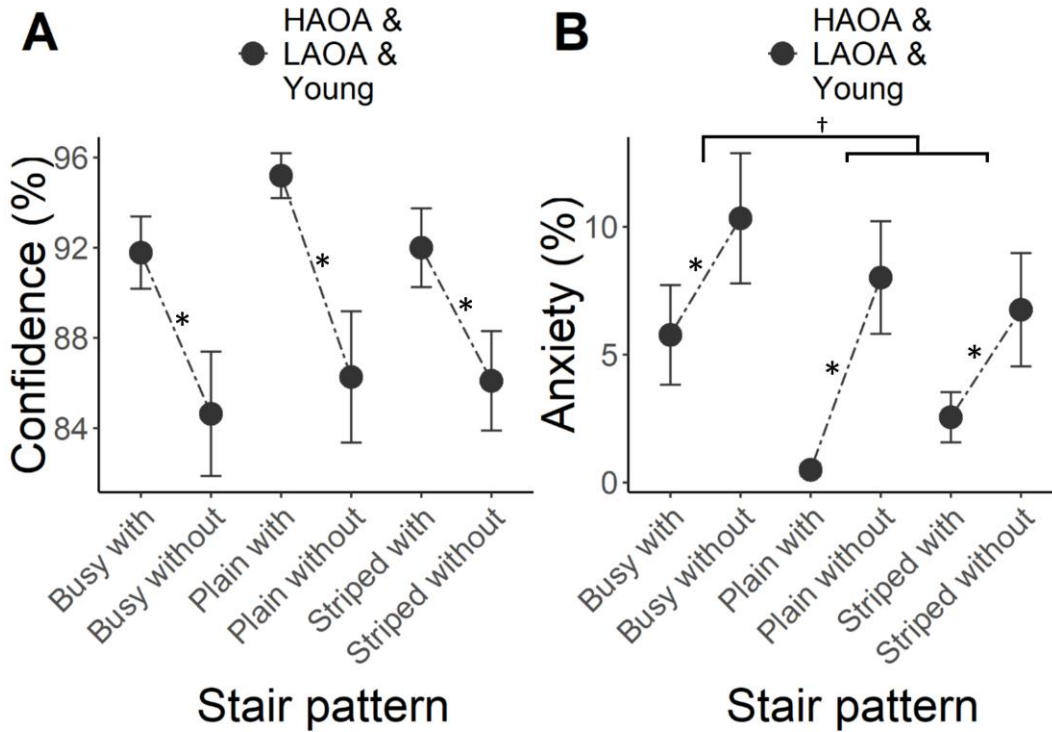 A
HAOA &
LAOA &
Young
Confidence (%)
96
92
88
84
*
*
*
Busy with
Busy without
Plain with
Plain without
Striped with
Striped without
Stair pattern
B
HAOA &
LAOA &
Young
†
Anxiety (%)
10
5
0
*
*
*
Busy with
Busy without
Plain with
Plain without
Striped with
Striped without
Stair pattern